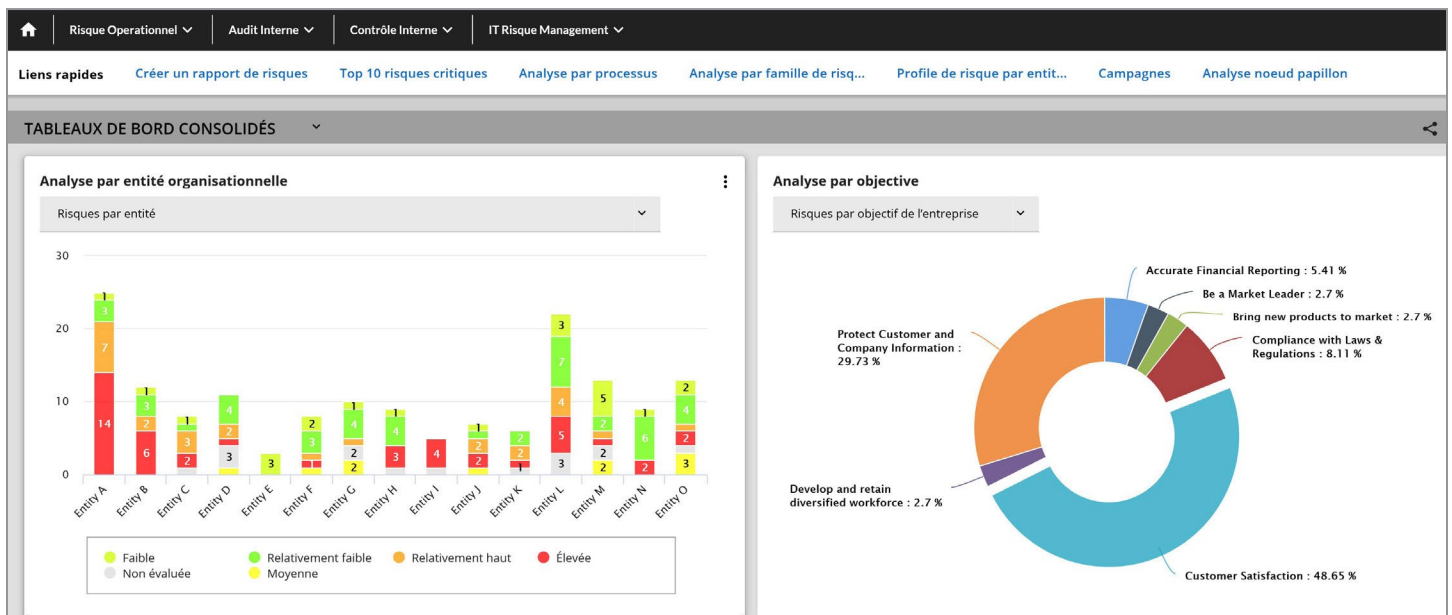 Risque Operationnel
Audit Interne
Contrôle Interne
IT Risque Management
Liens rapides
Créer un rapport de risques
Top 10 risques critiques
Analyse par processus
Analyse par famille de risq...
Profile de risque par entit...
Campagnes
Analyse noeud papillon
TABLEAUX DE BORD CONSOLIDÉS
Analyse par entité organisationnelle
Risques par entité
30
20
10
0
1
3
7
14
1
3
2
6
1
3
2
4
2
3
3
2
3
1
1
4
2
2
1
4
3
4
1
2
2
2
2
1
3
7
4
5
3
5
2
2
2
1
6
2
2
4
2
3
Entity A
Entity B
Entity C
Entity D
Entity E
Entity F
Entity G
Entity H
Entity I
Entity J
Entity K
Entity L
Entity M
Entity N
Entity O
Faible
Relativement faible
Relativement haut
Élevée
Non évaluée
Moyenne
Analyse par objective
Risques par objectif de l’entreprise
Accurate Financial Reporting : 5.41 %
Be a Market Leader : 2.7 %
Bring new products to market : 2.7 %
Compliance with Laws &
Regulations : 8.11 %
Protect Customer and
Company Information :
29.73 %
Develop and retain
diversified workforce : 2.7 %
Customer Satisfaction : 48.65 %